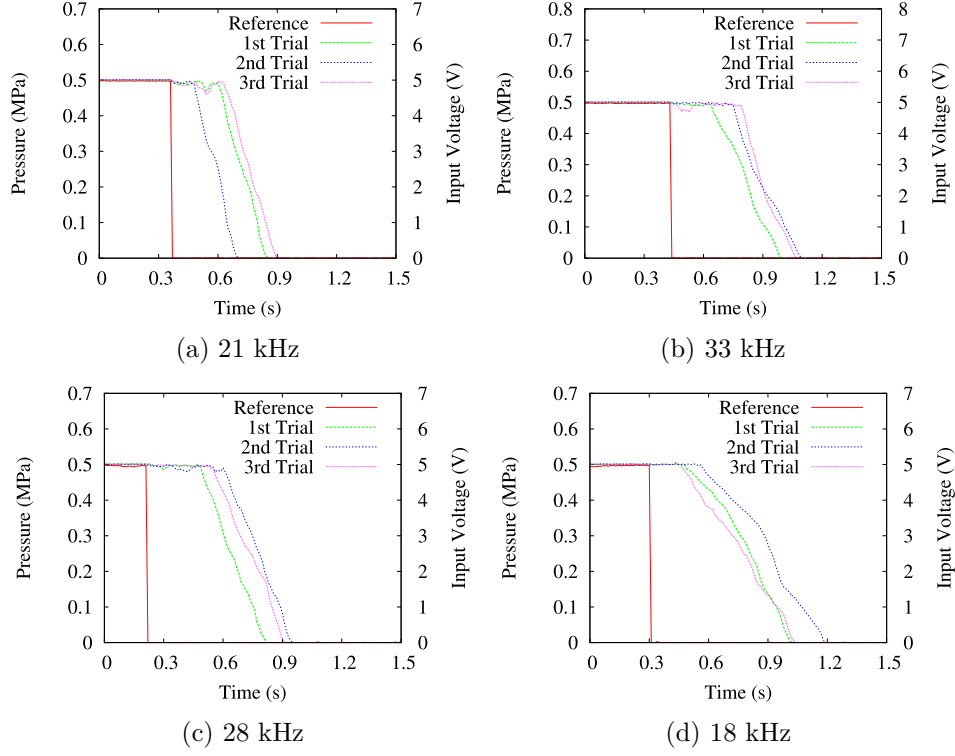 0.7
0.6
0.5
0.4
0.3
0.2
0.1
0
Pressure (MPa)
7
6
5
4
3
2
1
0
Input Voltage (V)
Reference
1st Trial
2nd Trial
3rd Trial
0 0.3 0.6 0.9 1.2 1.5
Time (s)
(a) 21 kHz
0.8
0.7
0.6
0.5
0.4
0.3
0.2
0.1
0
Pressure (MPa)
8
7
6
5
4
3
2
1
0
Input Voltage (V)
Reference
1st Trial
2nd Trial
3rd Trial
0 0.3 0.6 0.9 1.2 1.5
Time (s)
(b) 33 kHz
0.7
0.6
0.5
0.4
0.3
0.2
0.1
0
Pressure (MPa)
7
6
5
4
3
2
1
0
Input Voltage (V)
Reference
1st Trial
2nd Trial
3rd Trial
0 0.3 0.6 0.9 1.2 1.5
Time (s)
(c) 28 kHz
0.7
0.6
0.5
0.4
0.3
0.2
0.1
0
Pressure (MPa)
7
6
5
4
3
2
1
0
Input Voltage (V)
Reference
1st Trial
2nd Trial
3rd Trial
0 0.3 0.6 0.9 1.2 1.5
Time (s)
(d) 18 kHz